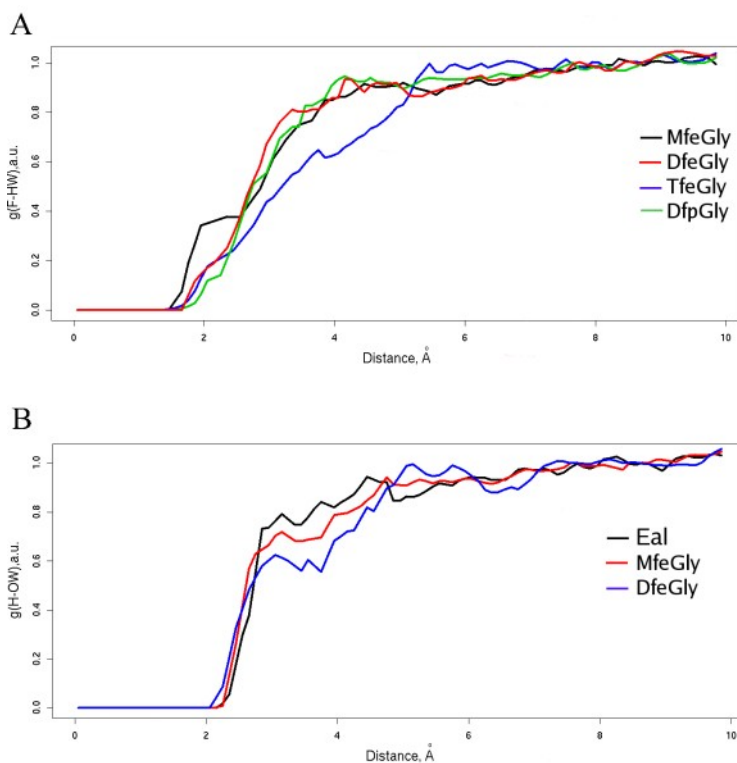 A
g(F-HW),a.u.
1.0
0.8
0.6
0.4
0.2
0.0
MfeGly
DfeGly
TfeGly
DfpGly
0 2 4 6 8 10
Distance, Å
B
g(H-OW),a.u.
1.0
0.8
0.6
0.4
0.2
0.0
Eal
MfeGly
DfeGly
0 2 4 6 8 10
Distance, Å